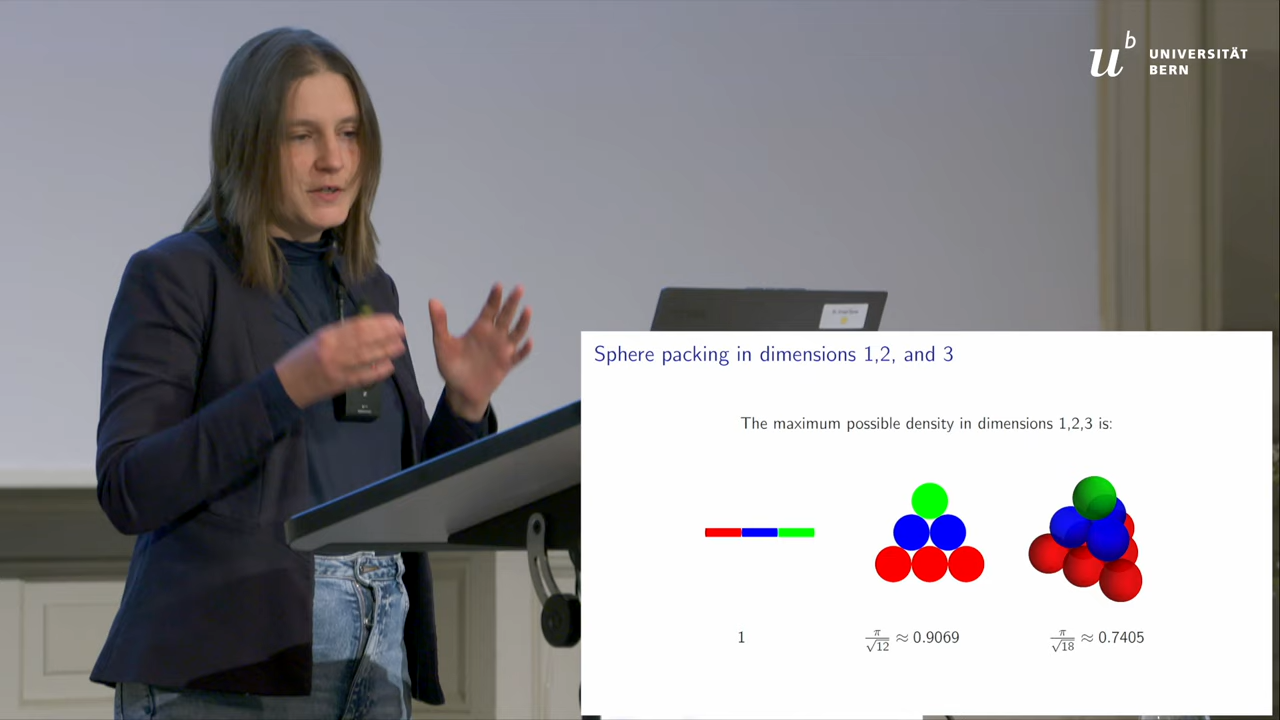 u b UNIVERSITÄT
BERN
Sphere packing in dimensions 1,2, and 3
The maximum possible density in dimensions 1,2,3 is:
1
π/√12 ≈ 0.9069
π/√18 ≈ 0.7405